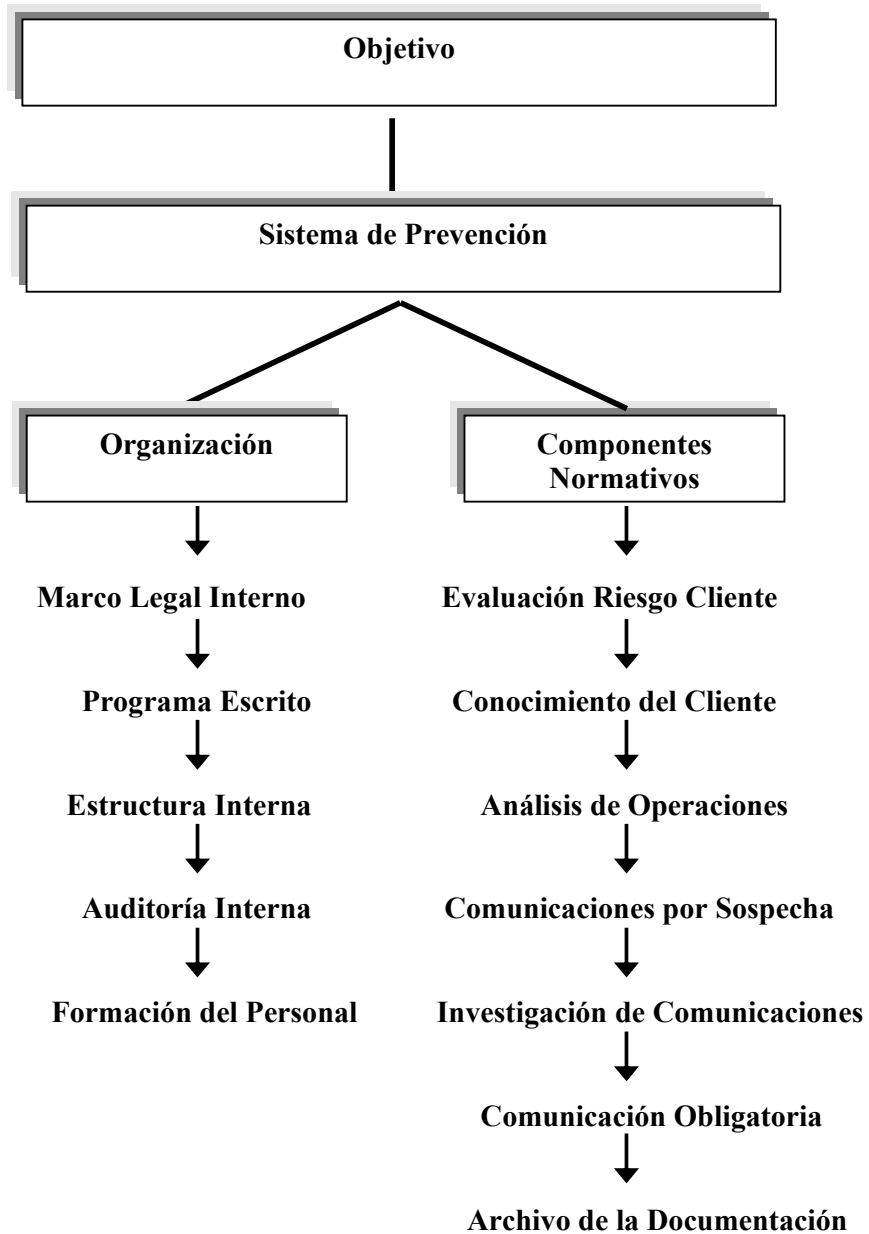 Objetivo
Sistema de Prevención
Organización
Marco Legal Interno
Programa Escrito
Estructura Interna
Auditoría Interna
Formación del Personal
Componentes
Normativos
Evaluación Riesgo Cliente
Conocimiento del Cliente
Análisis de Operaciones
Comunicaciones por Sospecha
Investigación de Comunicaciones
Comunicación Obligatoria
Archivo de la Documentación